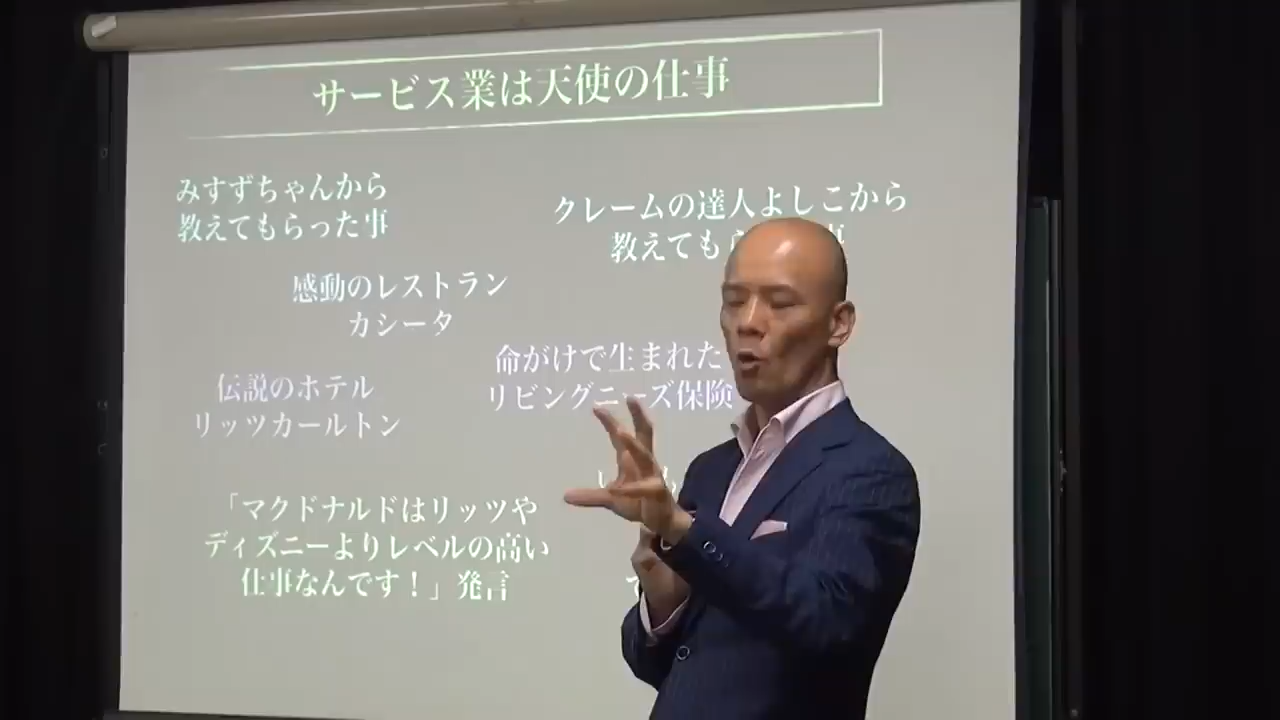 サービス業は天使の仕事
みすずちゃんから
教えてもらった事
クレームの達人よしこから
教えてもら
感動のレストラン
カシータ
命がけで生まれた
リビングニーズ保険
伝説のホテル
リッツカールトン
「マクドナルドはリッツや
ディズニーよりレベルの高い
仕事なんです！」発言